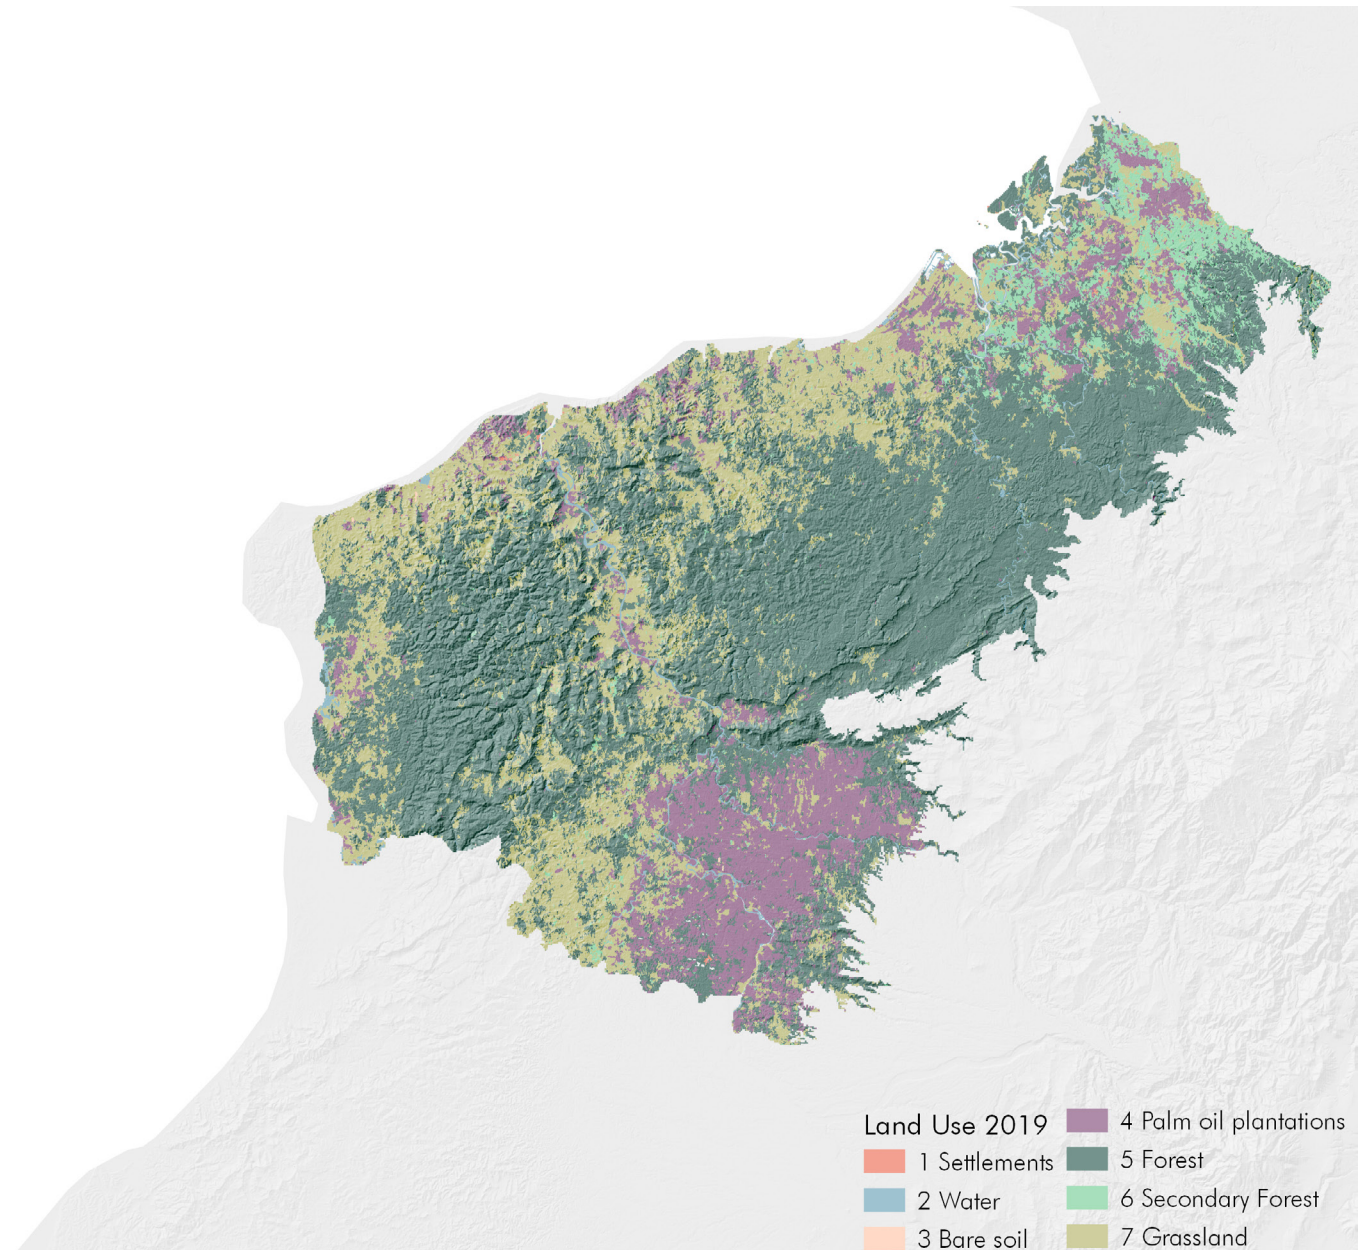 Land Use 2019
1 Settlements
2 Water
3 Bare soil
4 Palm oil plantations
5 Forest
6 Secondary Forest
7 Grassland